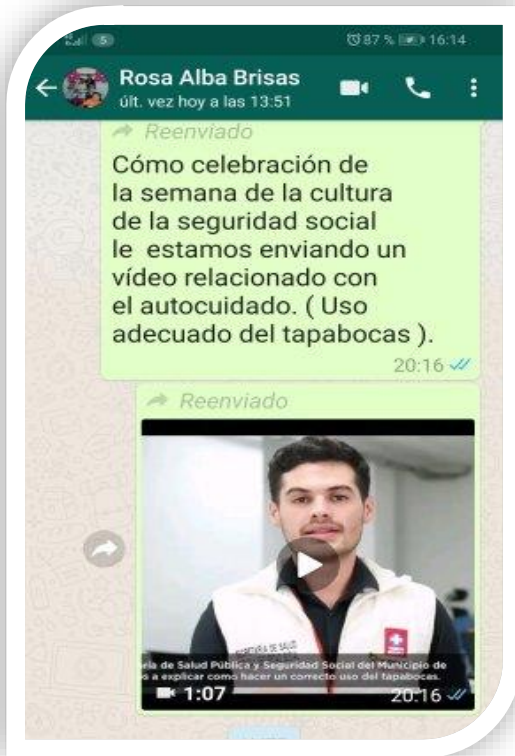 5
87 % 16:14
Rosa Alba Brisas
últ. vez hoy a las 13:51
Reenviado
Cómo celebración de
la semana de la cultura
de la seguridad social
le estamos enviando un
vídeo relacionado con
el autocuidado. ( Uso
adecuado del tapabocas ).
20:16
Reenviado
de Salud Pública y Seguridad Social del Municipio de
a explicar como hacer un correcto uso del tapabocas.
1:07 20:16